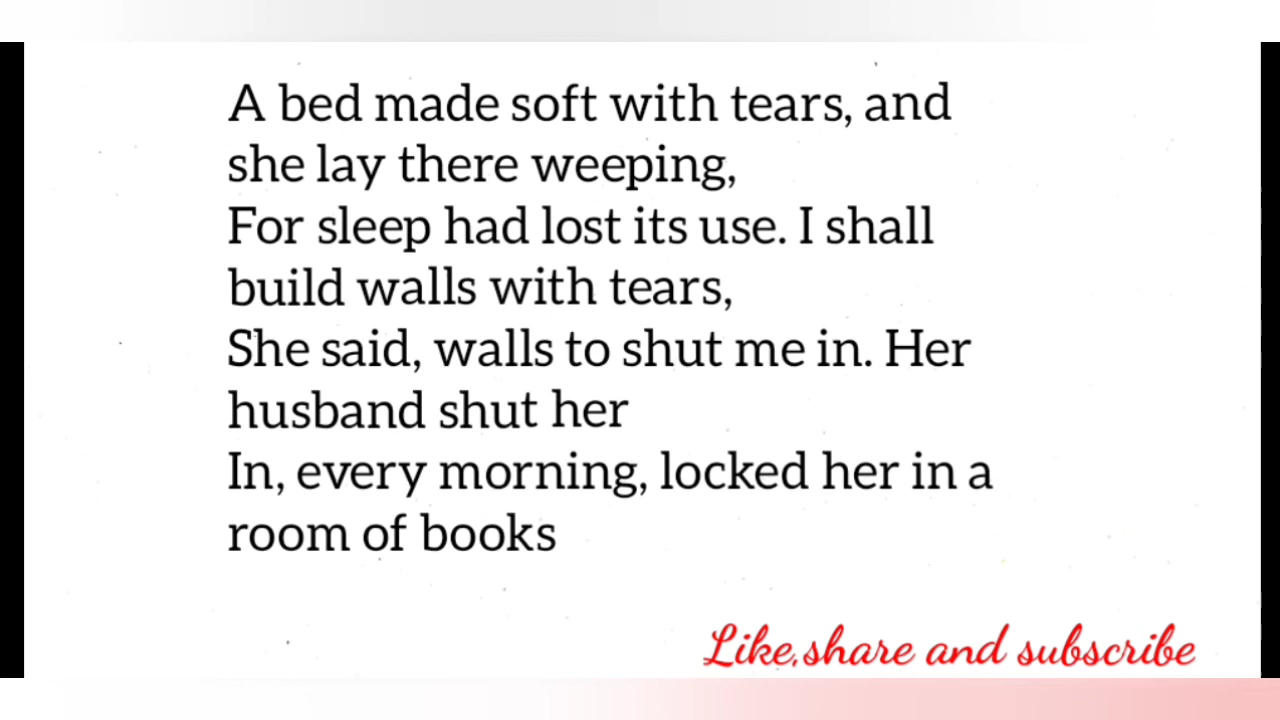 A bed made soft with tears, and
she lay there weeping,
For sleep had lost its use. I shall
build walls with tears,
She said, walls to shut me in. Her
husband shut her
In, every morning, locked her in a
room of books
Like,share and subscribe